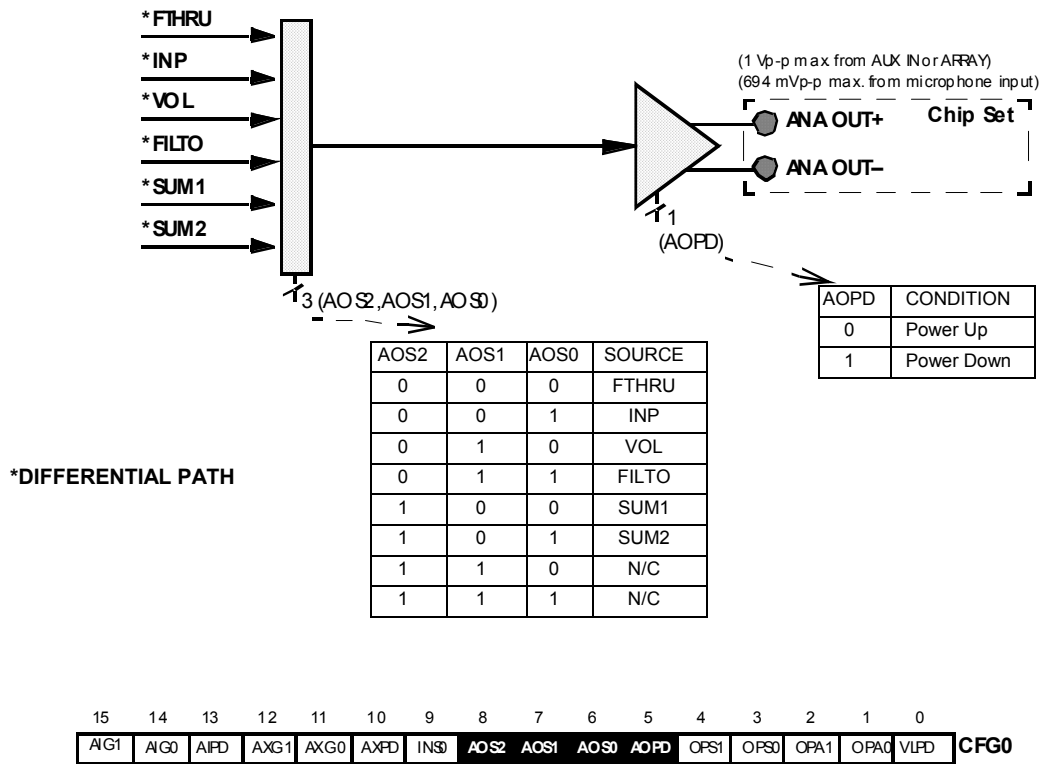 *FTHRU
*INP
*VOL
*FILTO
*SUM1
*SUM2
(1 Vp-p max. from AUX IN or ARRAY)
(694 mVp-p max. from microphone input)
ANA OUT+ Chip Set
ANA OUT–
1
(AOPD)
3 (AOS2, AOS1, AOS0)
AOPD CONDITION
0 Power Up
1 Power Down
AOS2 AOS1 AOS0 SOURCE
0 0 0 FTHRU
0 0 1 INP
0 1 0 VOL
0 1 1 FILTO
1 0 0 SUM1
1 0 1 SUM2
1 1 0 N/C
1 1 1 N/C
*DIFFERENTIAL PATH
15 14 13 12 11 10 9 8 7 6 5 4 3 2 1 0
AIG1 AIG0 AIPD AXG1 AXG0 AXPD INS0 AOS2 AOS1 AOS0 AOPD OPS1 OPS0 OPA1 OPA0 VLPD CFG0